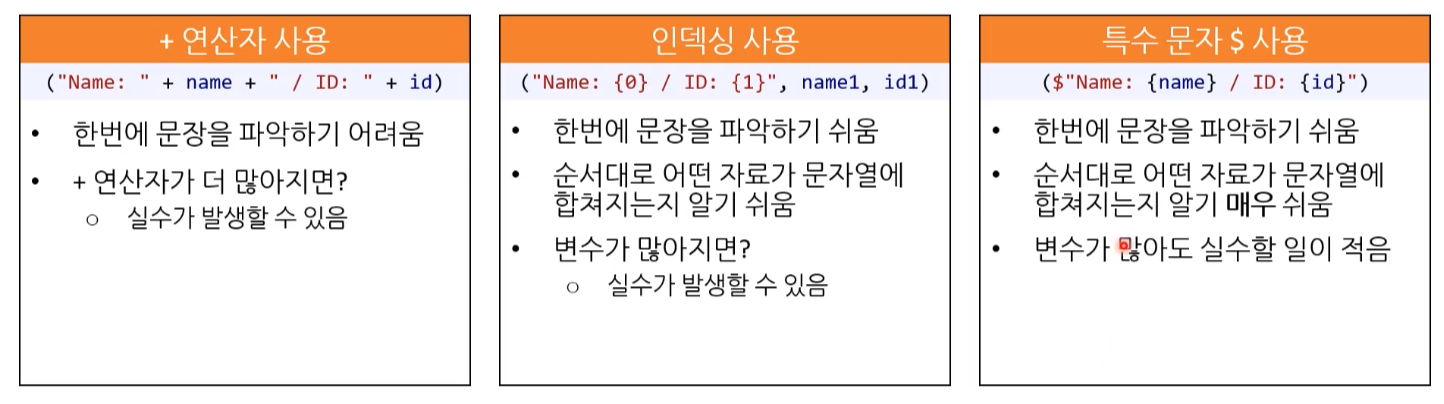 + 연산자 사용
("Name: " + name + " / ID: " + id)
• 한번에 문장을 파악하기 어려움
• + 연산자가 더 많아지면?
○ 실수가 발생할 수 있음
인덱싱 사용
("Name: {0} / ID: {1}", name1, id1)
• 한번에 문장을 파악하기 쉬움
• 순서대로 어떤 자료가 문자열에
합쳐지는지 알기 쉬움
• 변수가 많아지면?
○ 실수가 발생할 수 있음
특수 문자 $ 사용
($"Name: {name} / ID: {id}")
• 한번에 문장을 파악하기 쉬움
• 순서대로 어떤 자료가 문자열에
합쳐지는지 알기 매우 쉬움
• 변수가 많아도 실수할 일이 적음